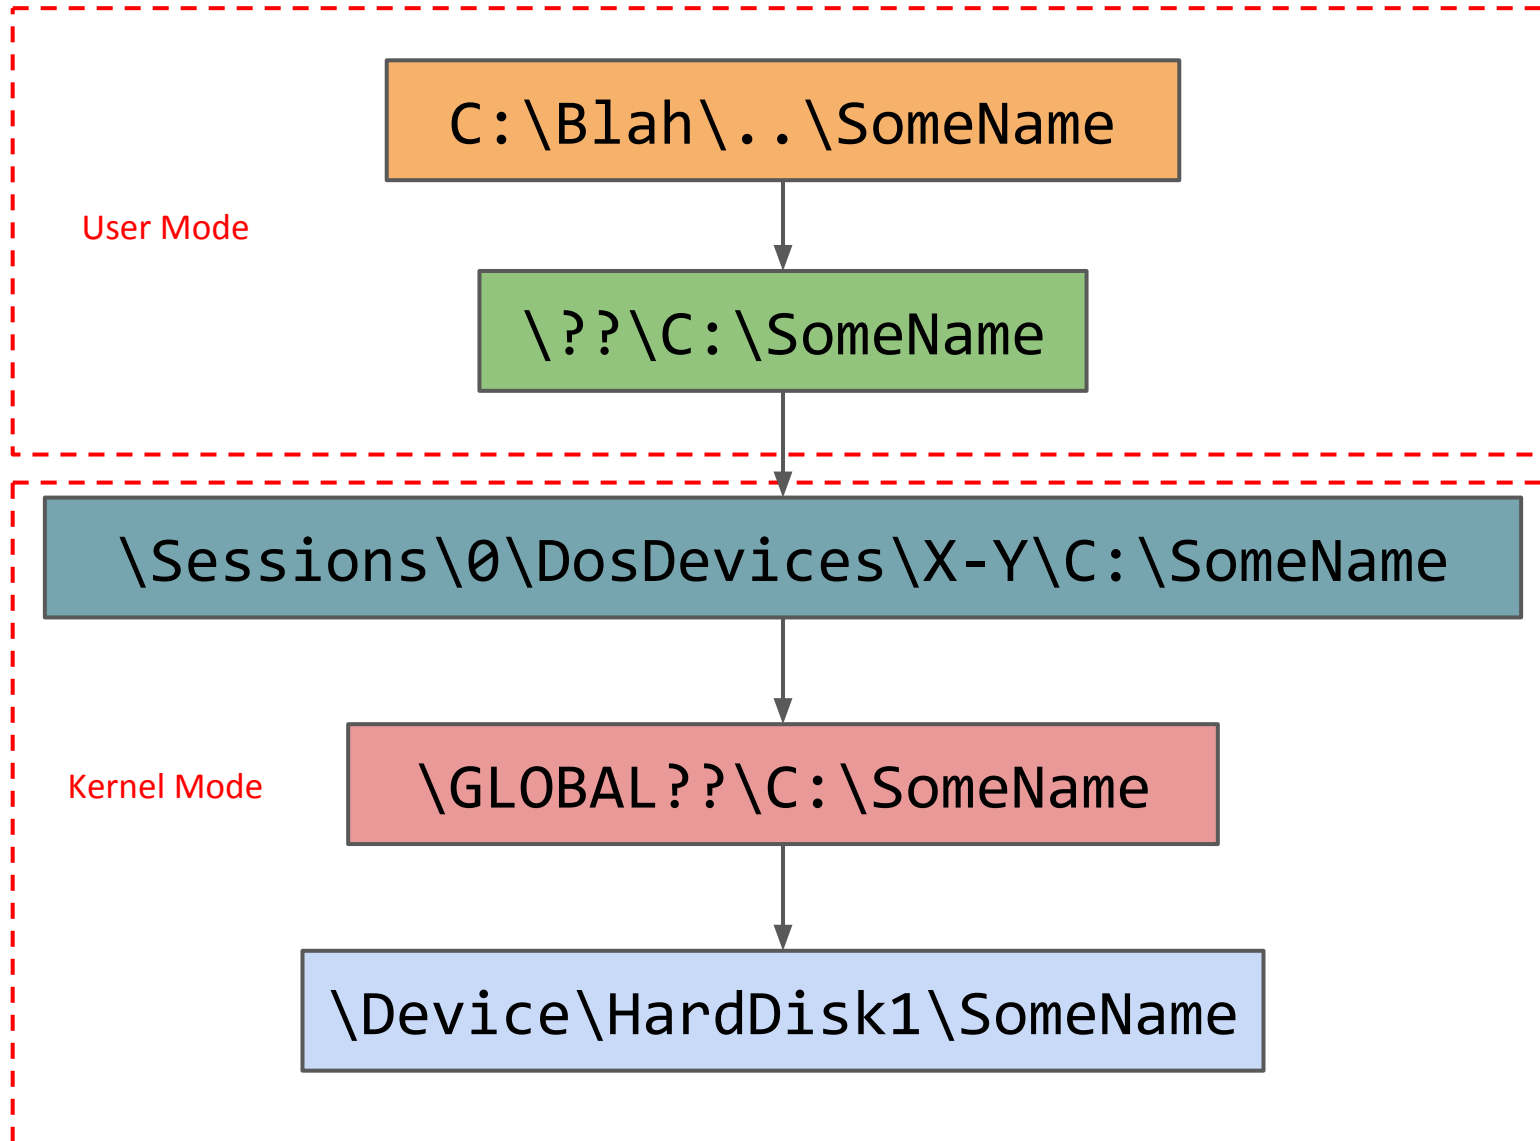 C:\Blah\..\SomeName
User Mode
\??\C:\SomeName
\Sessions\0\DosDevices\X-Y\C:\SomeName
Kernel Mode
\GLOBAL??\C:\SomeName
\Device\HardDisk1\SomeName